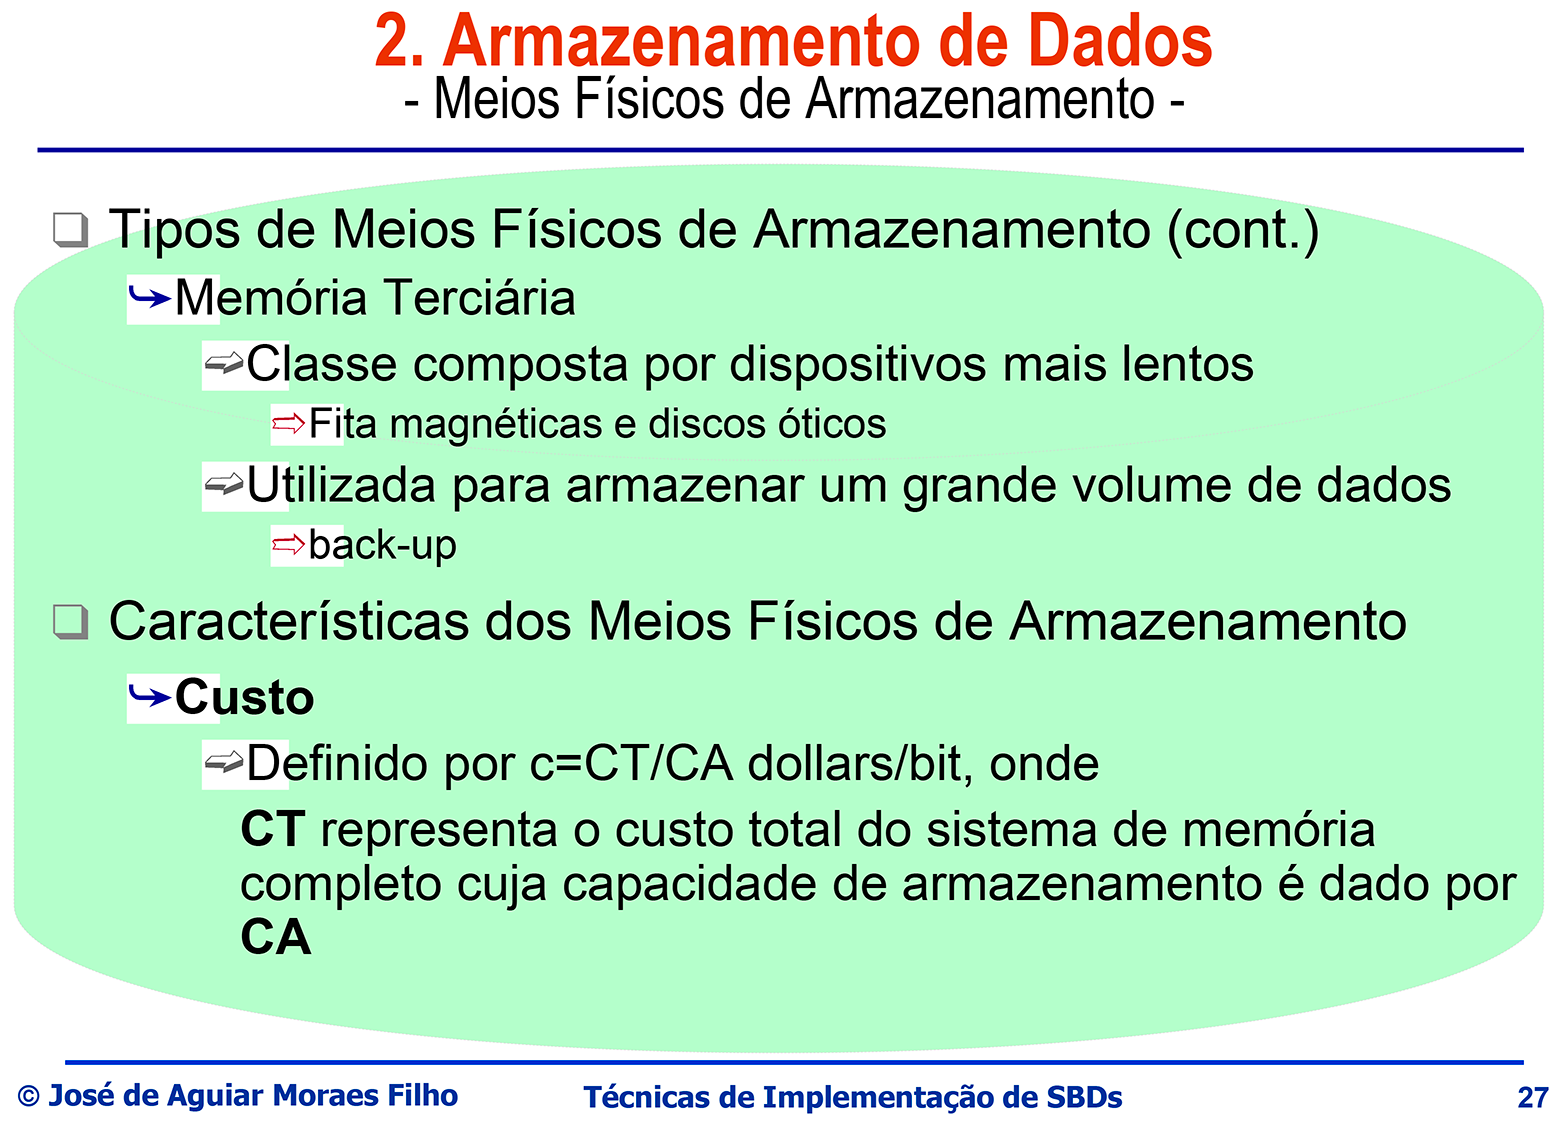 2. Armazenamento de Dados
- Meios Físicos de Armazenamento -
❑ Tipos de Meios Físicos de Armazenamento (cont.)
Memória Terciária
Classe composta por dispositivos mais lentos
Fita magnéticas e discos óticos
Utilizada para armazenar um grande volume de dados
back-up
❑ Características dos Meios Físicos de Armazenamento
Custo
Definido por c=CT/CA dollars/bit, onde
CT representa o custo total do sistema de memória
completo cuja capacidade de armazenamento é dado por
CA
© José de Aguiar Moraes Filho
Técnicas de Implementação de SBDs
27